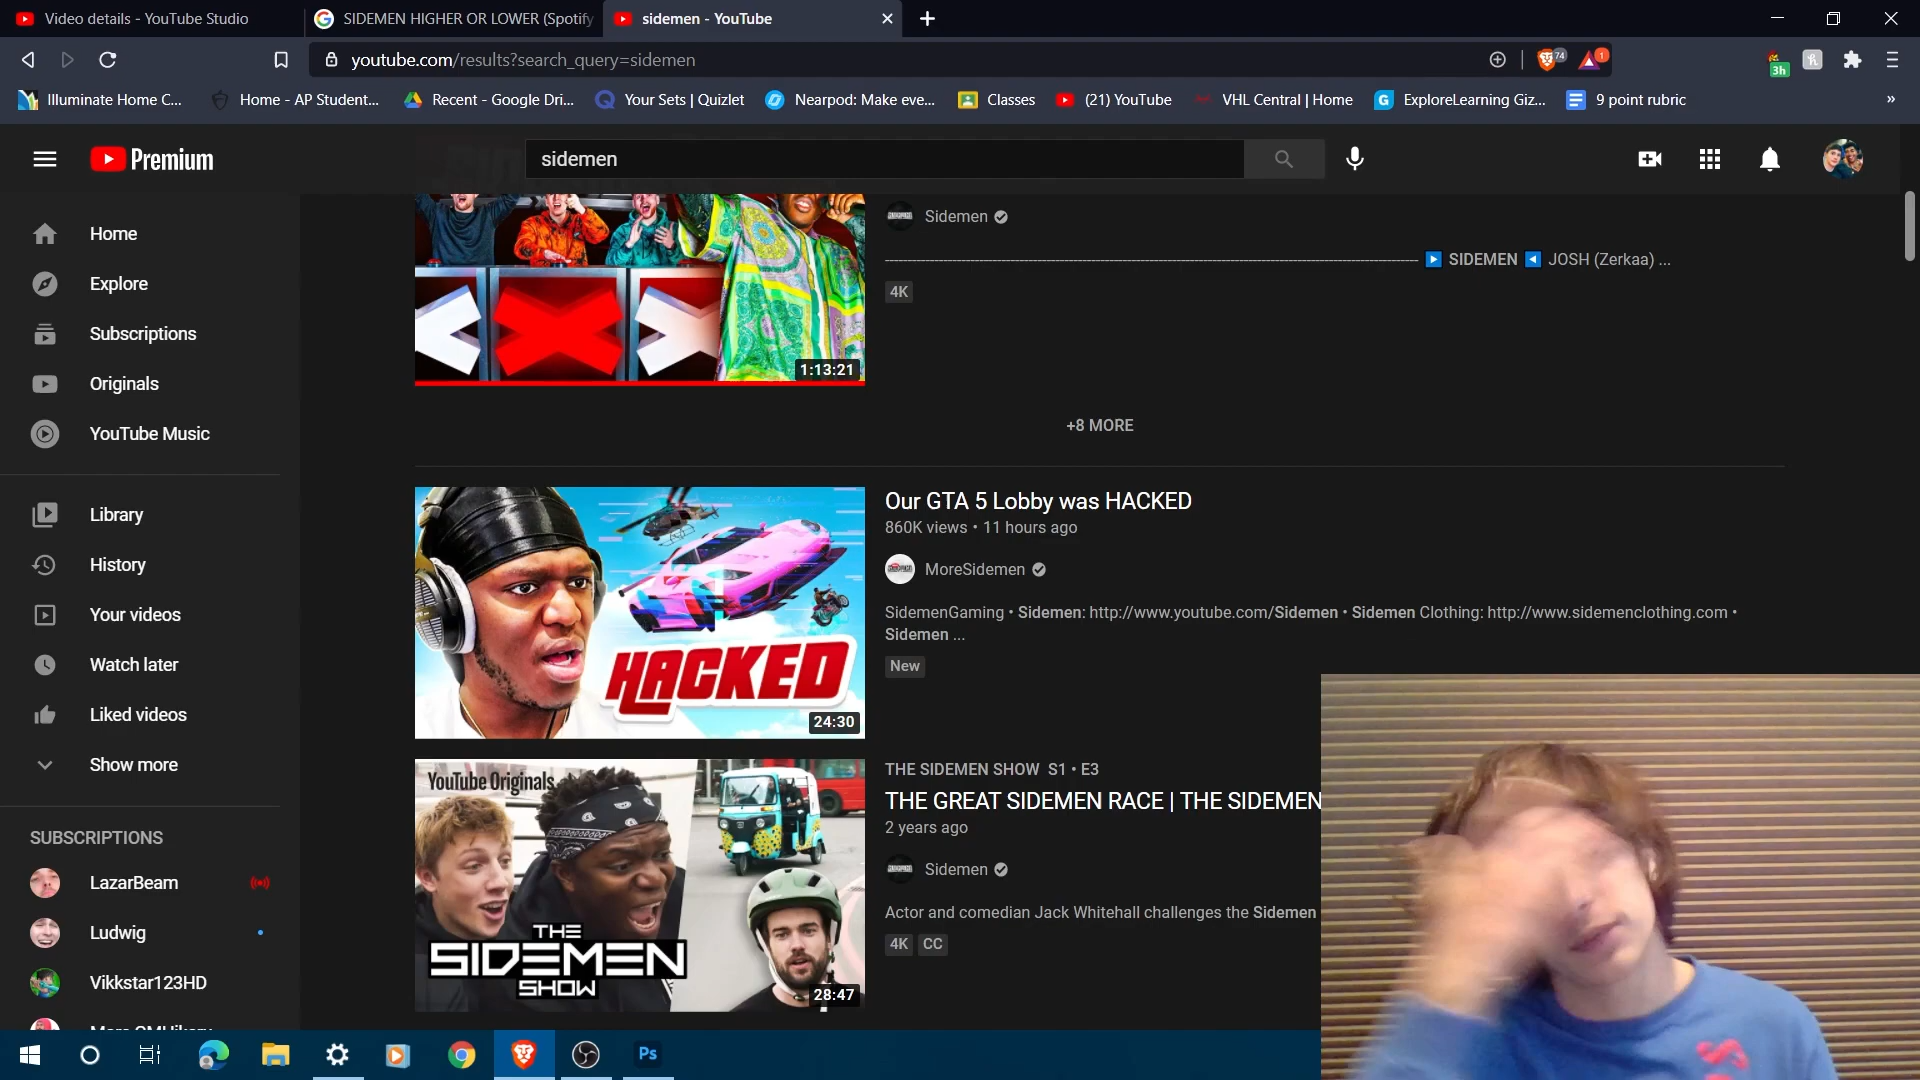 Video details - YouTube Studio
SIDEMEN HIGHER OR LOWER (Spotify
sidemen - YouTube
youtube.com/results?search_query=sidemen
74
1
3h
Illuminate Home C...
Home - AP Student...
Recent - Google Dri...
Your Sets | Quizlet
Nearpod: Make eve...
Classes
(21) YouTube
VHL Central | Home
ExploreLearning Giz...
9 point rubric
»
Premium
sidemen
Home
Explore
Subscriptions
Originals
YouTube Music
Library
History
Your videos
Watch later
Liked videos
Show more
SUBSCRIPTIONS
LazarBeam
Ludwig
Vikkstar123HD
1:13:21
Sidemen
SIDEMEN
JOSH (Zerkaa) ...
4K
+8 MORE
HACKED
24:30
Our GTA 5 Lobby was HACKED
860K views • 11 hours ago
MoreSidemen
SidemenGaming • Sidemen: http://www.youtube.com/Sidemen • Sidemen Clothing: http://www.sidemenclothing.com •
Sidemen ...
New
YouTube Originals
THE
SIDEMEN
SHOW
28:47
THE SIDEMEN SHOW S1 • E3
THE GREAT SIDEMEN RACE | THE SIDEMEN
2 years ago
Sidemen
Actor and comedian Jack Whitehall challenges the Sidemen
4K
CC
Ps